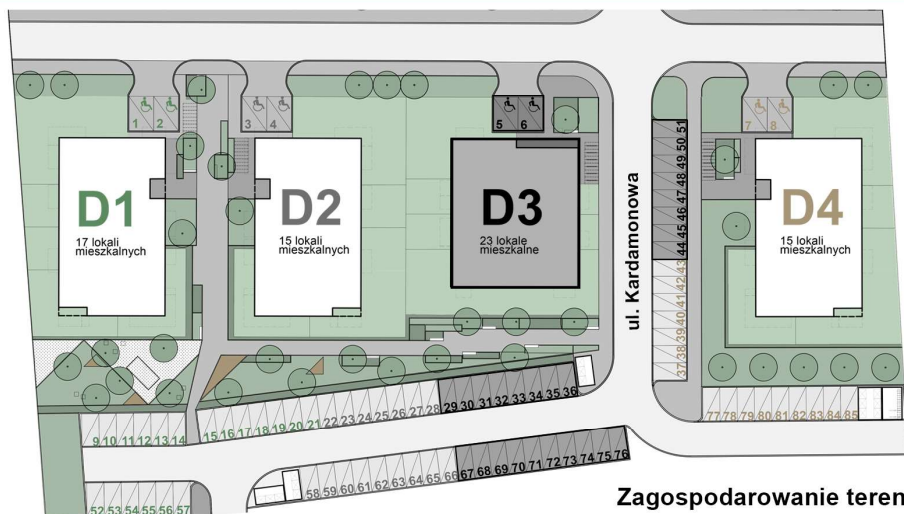 1 2
3 4
5 6
7 8
D1
17 lokali
mieszkalnych
D2
15 lokali
mieszkalnych
D3
23 lokale
mieszkalne
D4
15 lokali
mieszkalnych
ul. Kardamonowa
51 50 49 48 47 46 45 44 43 42 41 40 39 38 37
9 10 11 12 13 14
15 16 17 18 19 20 21 22 23 24 25 26 27 28 29 30 31 32 33 34 35 36
77 78 79 80 81 82 83 84 85
52 53 54 55 56 57
58 59 60 61 62 63 64 65 66 67 68 69 70 71 72 73 74 75 76
Zagospodarowanie teren